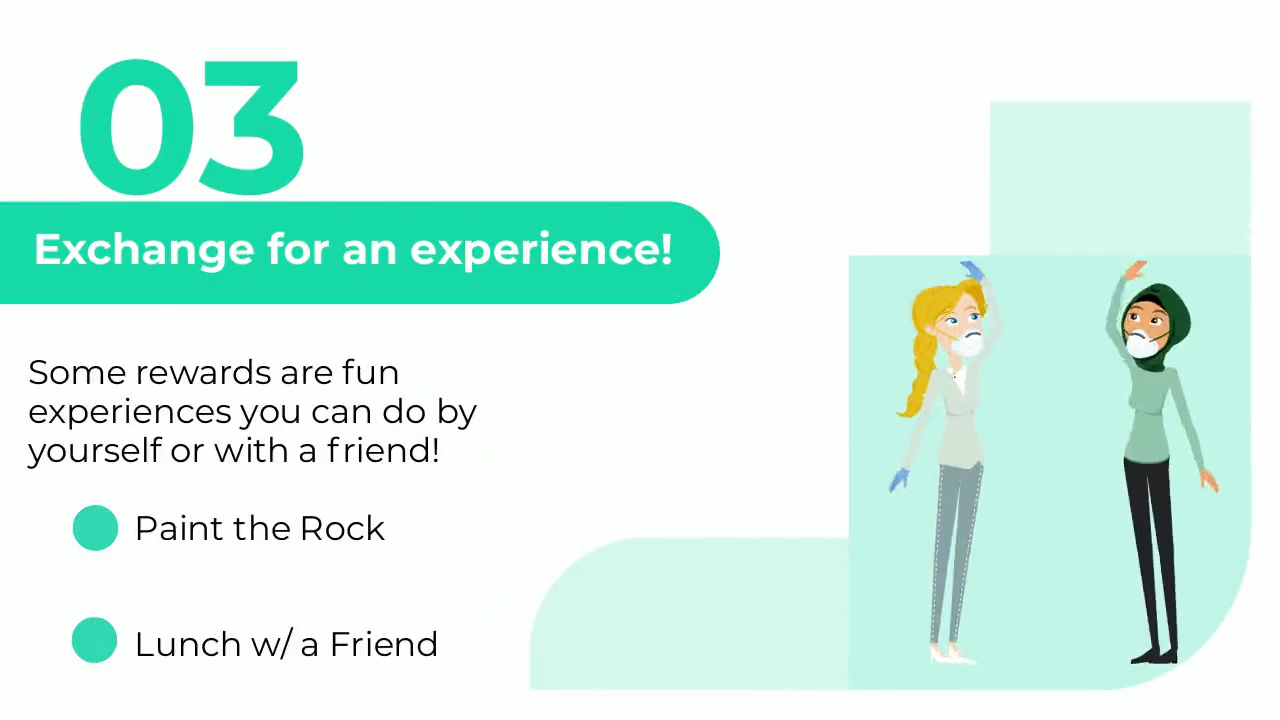 03
Exchange for an experience!
Some rewards are fun
experiences you can do by
yourself or with a friend!
Paint the Rock
Lunch w/ a Friend